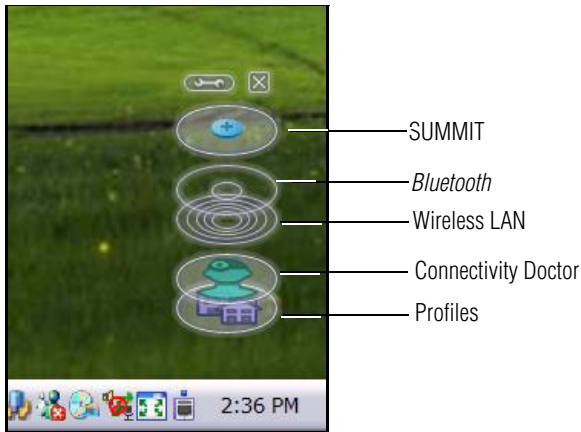 SUMMIT
Bluetooth
Wireless LAN
Connectivity Doctor
Profiles
2:36 PM